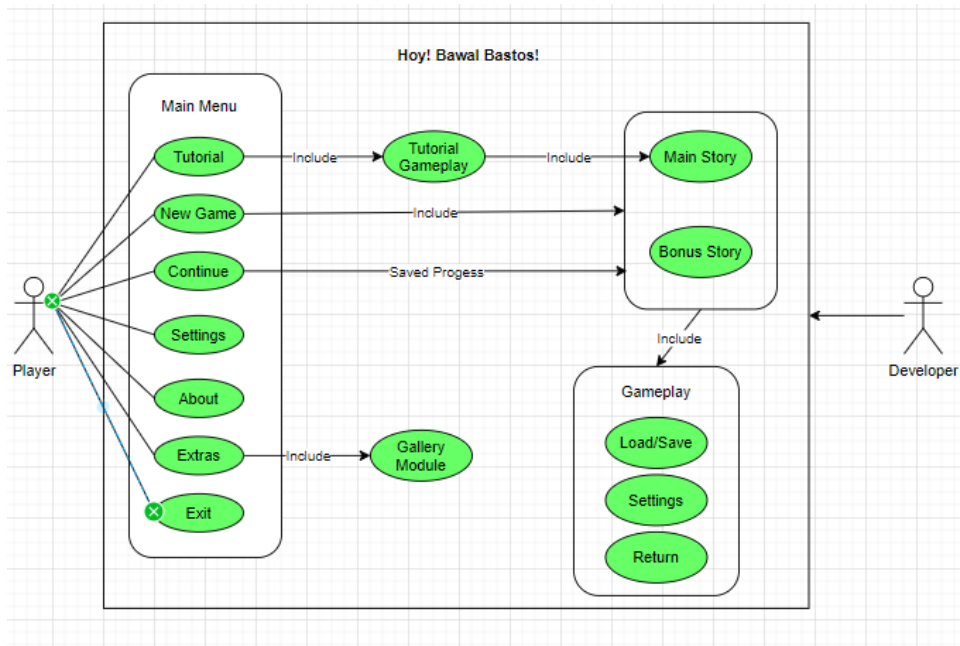 Hoy! Bawal Bastos!
Main Menu
Tutorial
Include
Tutorial
Gameplay
Include
Main Story
New Game
Include
Bonus Story
Continue
Saved Progess
Settings
About
Extras
Include
Gallery
Module
Exit
Include
Gameplay
Load/Save
Settings
Return
Player
Developer